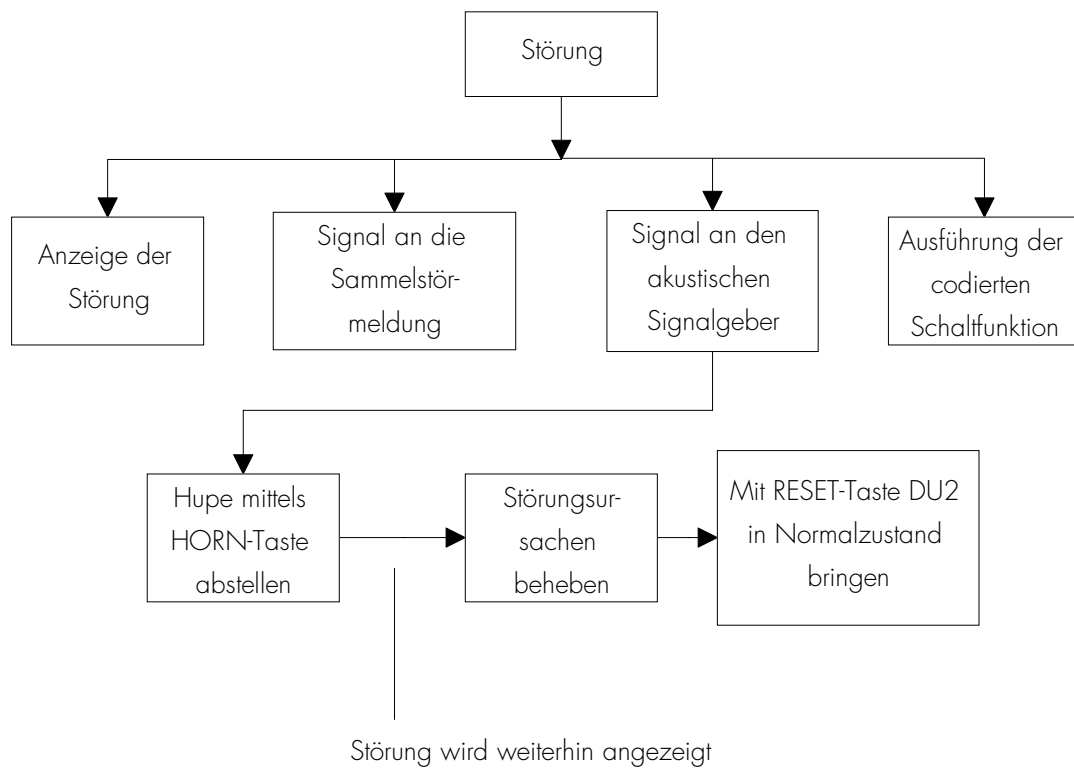 Störung
Anzeige der
Störung
Signal an die
Sammelstör-
meldung
Signal an den
akustischen
Signalgeber
Ausführung der
codierten
Schaltfunktion
Hupe mittels
HORN-Taste
abstellen
Störungsur-
sachen
beheben
Mit RESET-Taste DU2
in Normalzustand
bringen
Störung wird weiterhin angezeigt